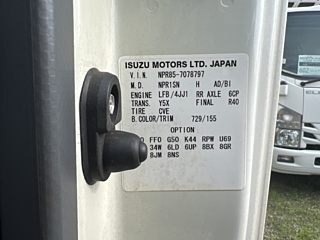 ISUZU MOTORS LTD. JAPAN
V.I.N. NPR85-7078797
M.D. NPR1SN H AD/BI
ENGINE LFB/4JJ1 RR AXLE 6CP
TRANS. Y5X FINAL R40
TIRE CVE
B.COLOR/TRIM 729/155
OPTION
FFO G50 K44 RPW U69
34W 6LD 6UP 8BX 8GR
8JM 8NS